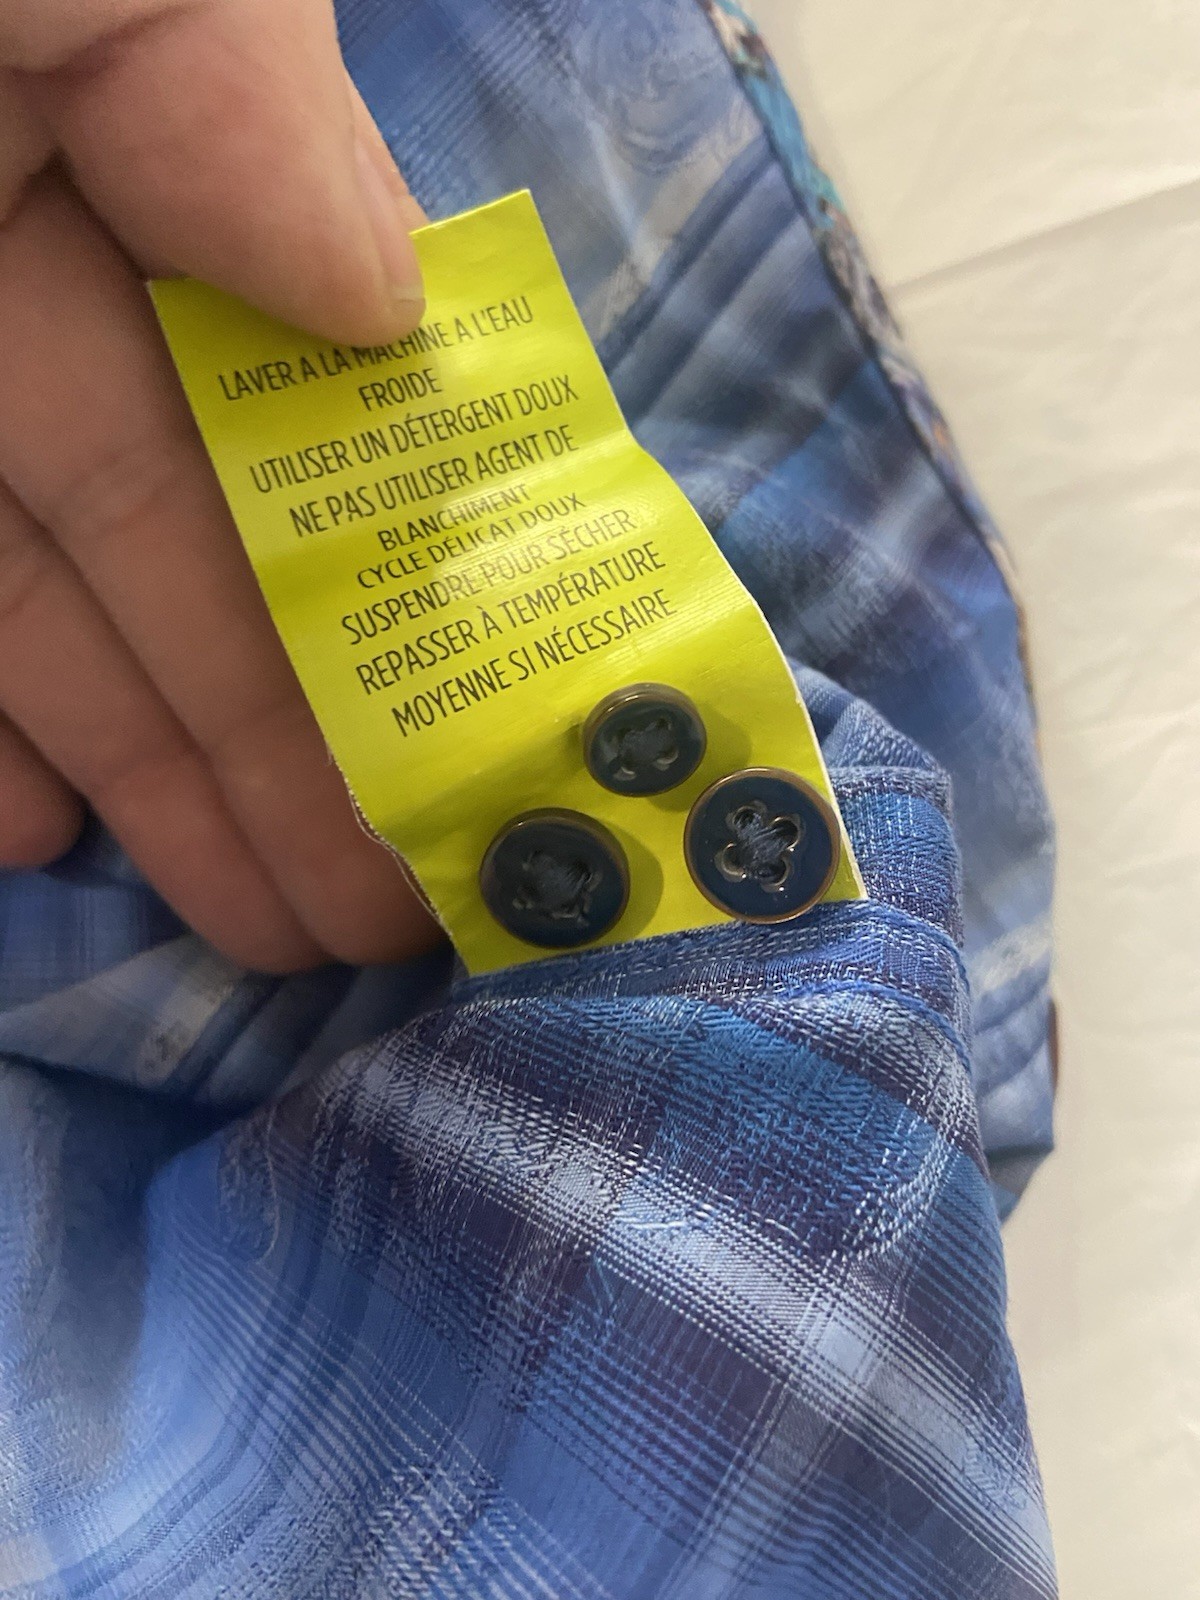 LAVER A LA MACHINE A L'EAU
FROIDE
UTILISER UN DÉTERGENT DOUX
NE PAS UTILISER AGENT DE
BLANCHIMENT
CYCLE DÉLICAT DOUX
SUSPENDRE POUR SÉCHER
REPASSER À TEMPÉRATURE
MOYENNE SI NÉCESSAIRE